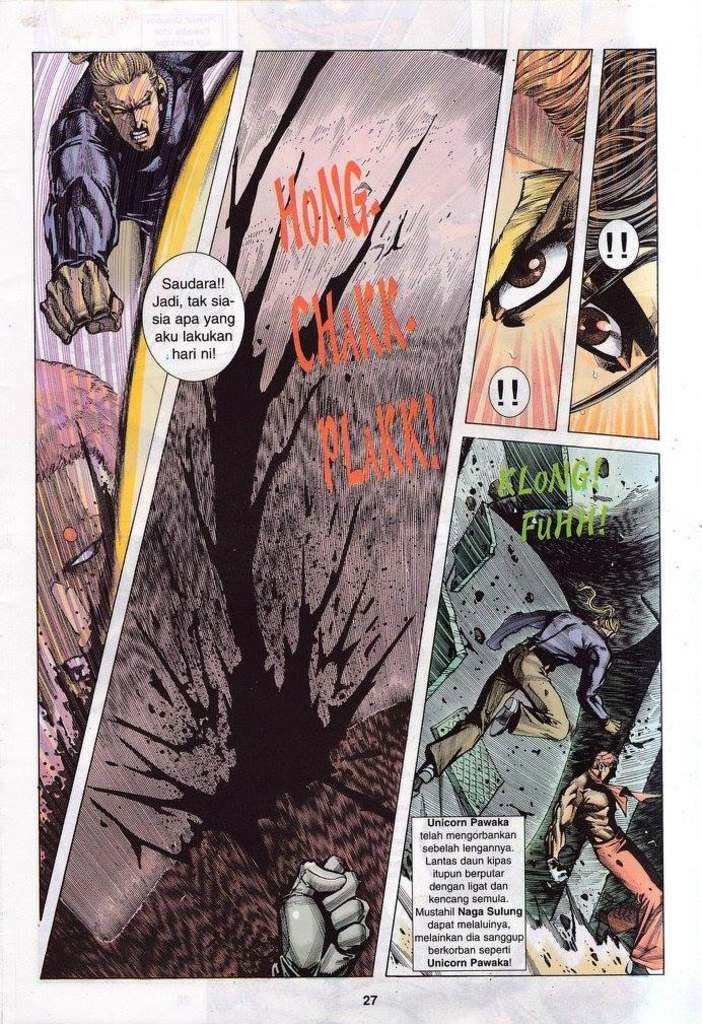 Saudara!!
Jadi, tak sia-
sia apa yang
aku lakukan
hari ni!
HONG.
CHAKK.
PLAKK!
!!
!!
KLONG!
FUHH!
Unicorn Pawaka
telah mengorbankan
sebelah lengannya.
Lantas daun kipas
itupun berputar
dengan ligat dan
kencang semula.
Mustahil Naga Sulung
dapat melaluinya,
melainkan dia sanggup
berkorban seperti
Unicorn Pawaka!
27